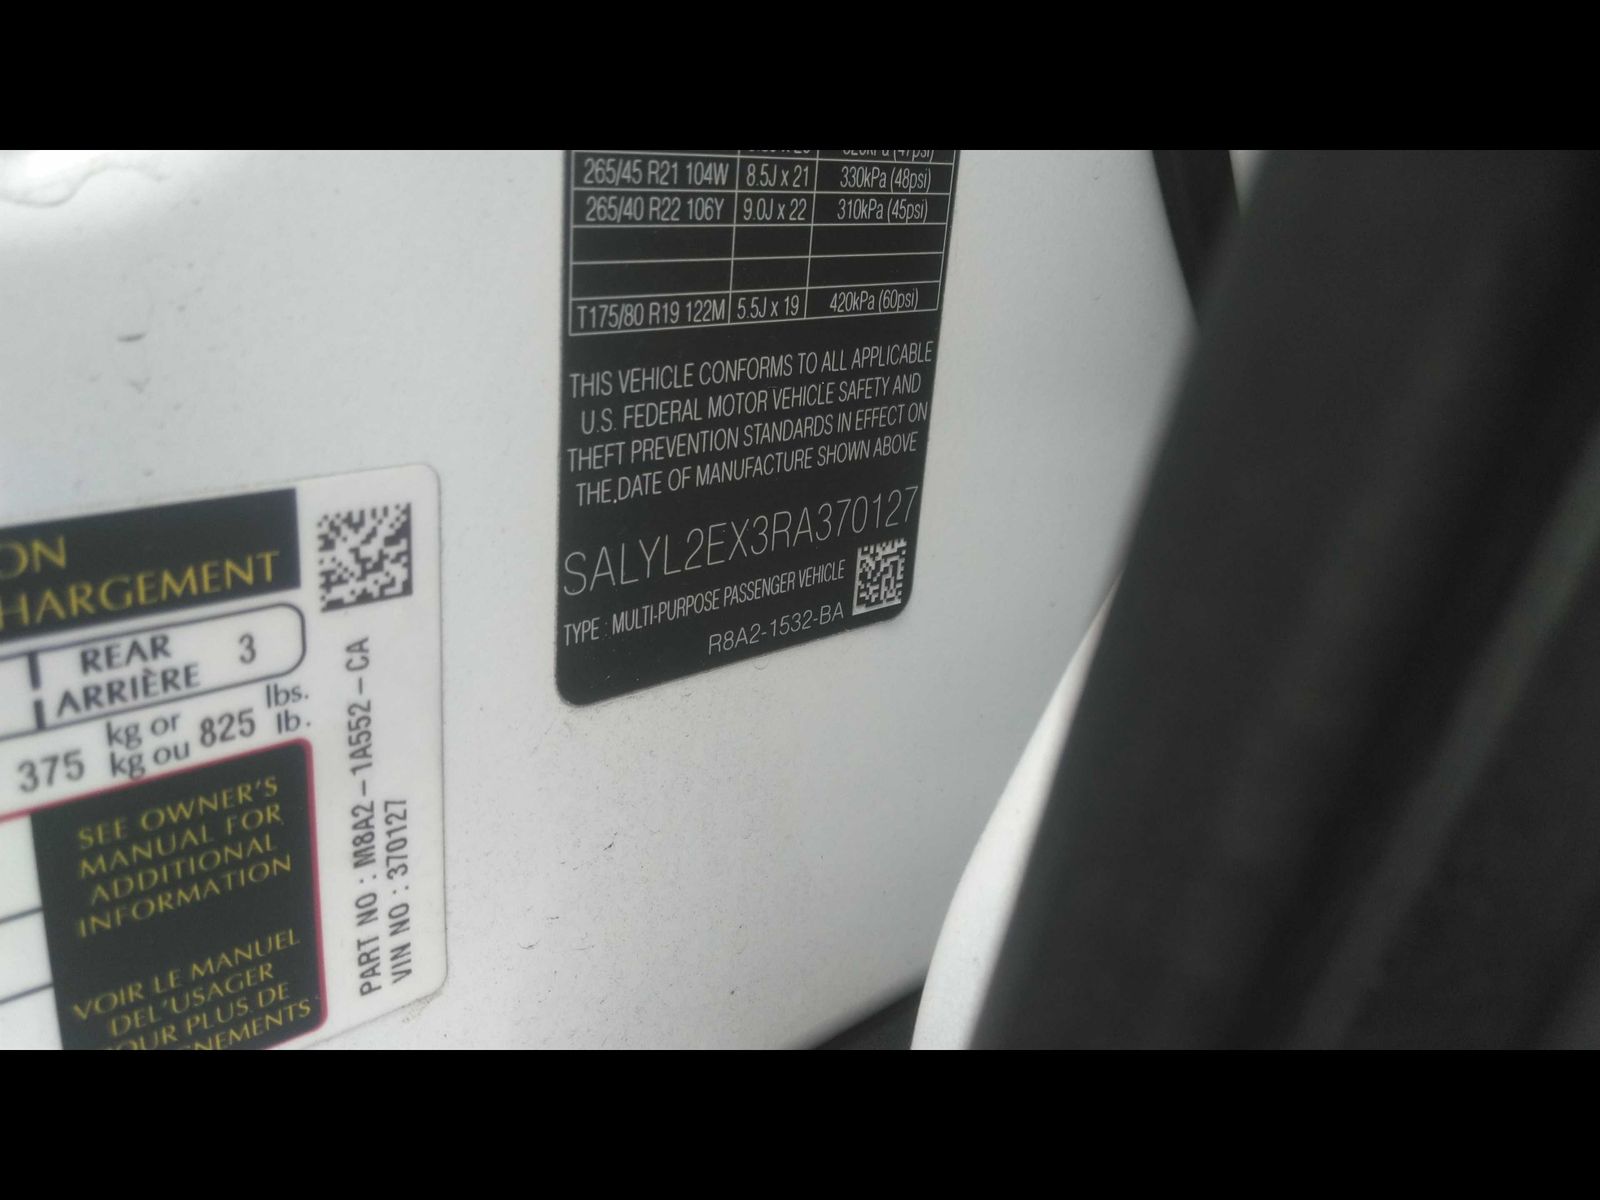 265/45 R21 104W 8.5J x 21 330kPa (48psi)
265/40 R22 106Y 9.0J x 22 310kPa (45psi)
T175/80 R19 122M 5.5J x 19 420kPa (60psi)
THIS VEHICLE CONFORMS TO ALL APPLICABLE
U.S. FEDERAL MOTOR VEHICLE SAFETY AND
THEFT PREVENTION STANDARDS IN EFFECT ON
THE DATE OF MANUFACTURE SHOWN ABOVE
SALYL2EX3RA370127
TYPE : MULTI-PURPOSE PASSENGER VEHICLE
R8A2-1532-BA
ON
HARGEMENT
REAR 3
ARRIÈRE
375 kg or 825 lbs.
kg ou lb.
SEE OWNER'S
MANUAL FOR
ADDITIONAL
INFORMATION
VOIR LE MANUEL
DEL'USAGER
POUR PLUS DE
GNEMENTS
PART NO : M8A2-1A552-CA
VIN NO : 370127